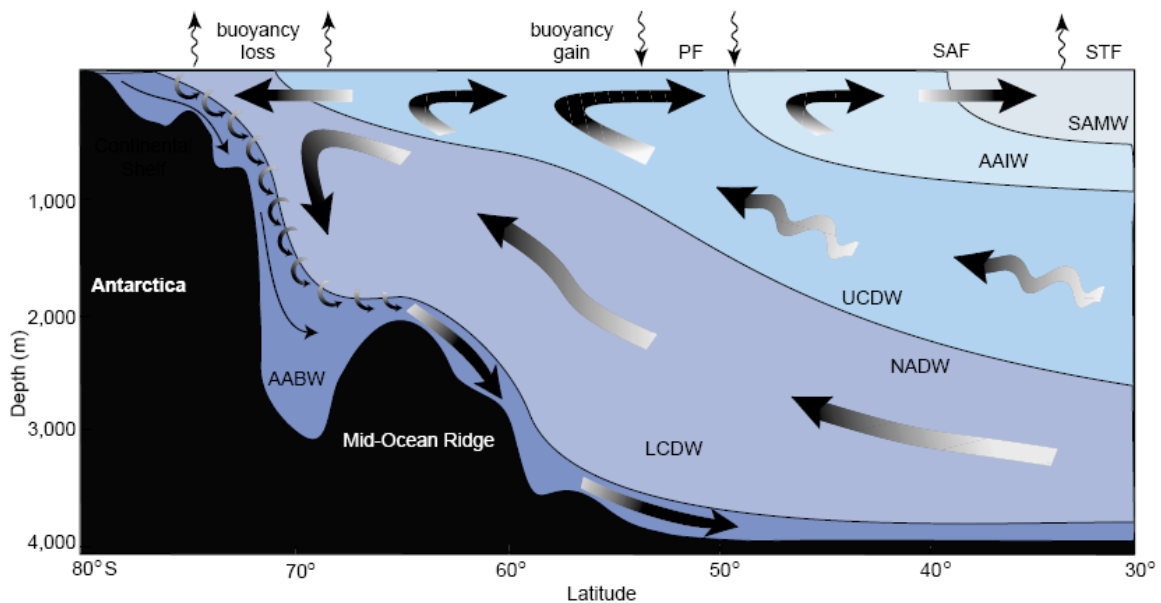 buoyancy
loss
buoyancy
gain
PF
SAF
STF
SAMW
AAIW
Continental
Shelf
1,000
Antarctica
UCDW
2,000
NADW
AABW
Depth (m)
3,000
Mid-Ocean Ridge
LCDW
4,000
80° S
70°
60°
50°
40°
30°
Latitude